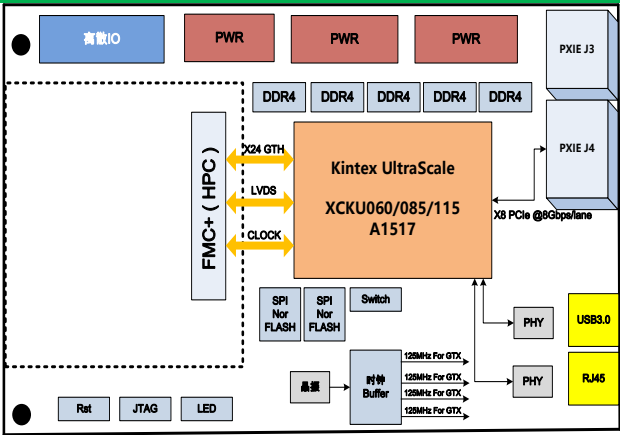 离散IO
PWR
PWR
PWR
PXIE J3
DDR4
DDR4
DDR4
DDR4
DDR4
PXIE J4
FMC+（HPC）
X24 GTH
LVDS
CLOCK
Kintex UltraScale
XCKU060/085/115
A1517
X8 PCIe @8Gbps/lane
SPI
Nor
FLASH
SPI
Nor
FLASH
Switch
PHY
USB3.0
PHY
RJ45
晶振
时钟
Buffer
125MHz For GTX
125MHz For GTX
125MHz For GTX
125MHz For GTX
Rst
JTAG
LED